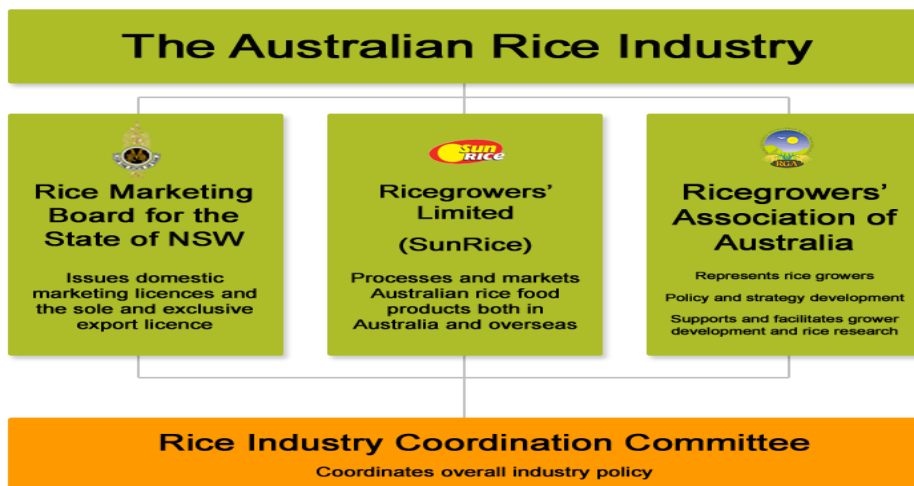 The Australian Rice Industry
Rice Marketing
Board for the
State of NSW
Issues domestic
marketing licences and
the sole and exclusive
export licence
Sun
Rice
Ricegrowers’
Limited
(SunRice)
Processes and markets
Australian rice food
products both in
Australia and overseas
RGA
Ricegrowers’
Association of
Australia
Represents rice growers
Policy and strategy development
Supports and facilitates grower
development and rice research
Rice Industry Coordination Committee
Coordinates overall industry policy